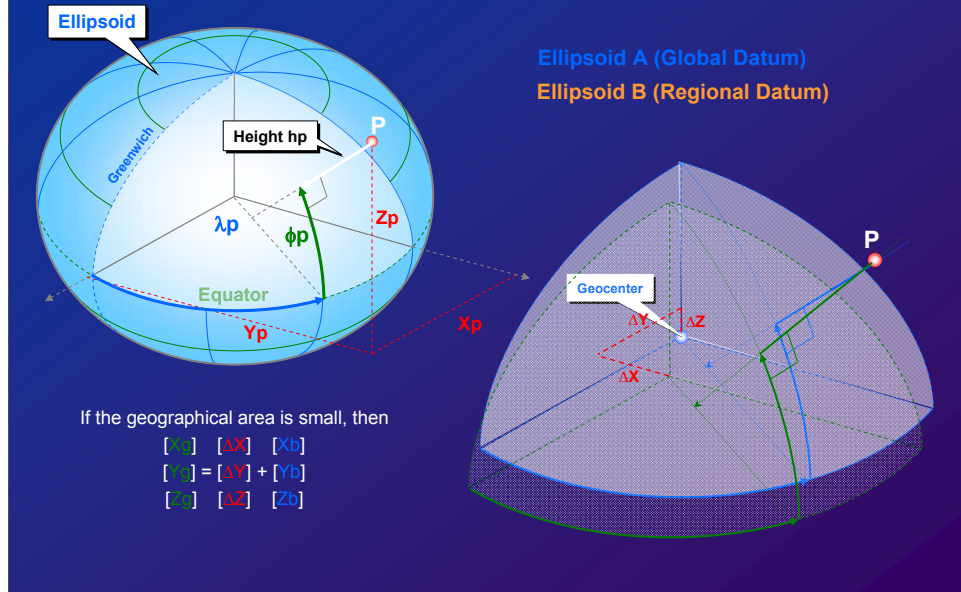 Ellipsoid
Ellipsoid A (Global Datum)
Ellipsoid B (Regional Datum)
P
Height hp
Greenwich
λp
ϕp
Zp
Equator
Yp
Xp
P
Geocenter
ΔY
ΔZ
ΔX
If the geographical area is small, then
[Xg] [ΔX] [Xb]
[Yg] = [ΔY] + [Yb]
[Zg] [ΔZ] [Zb]